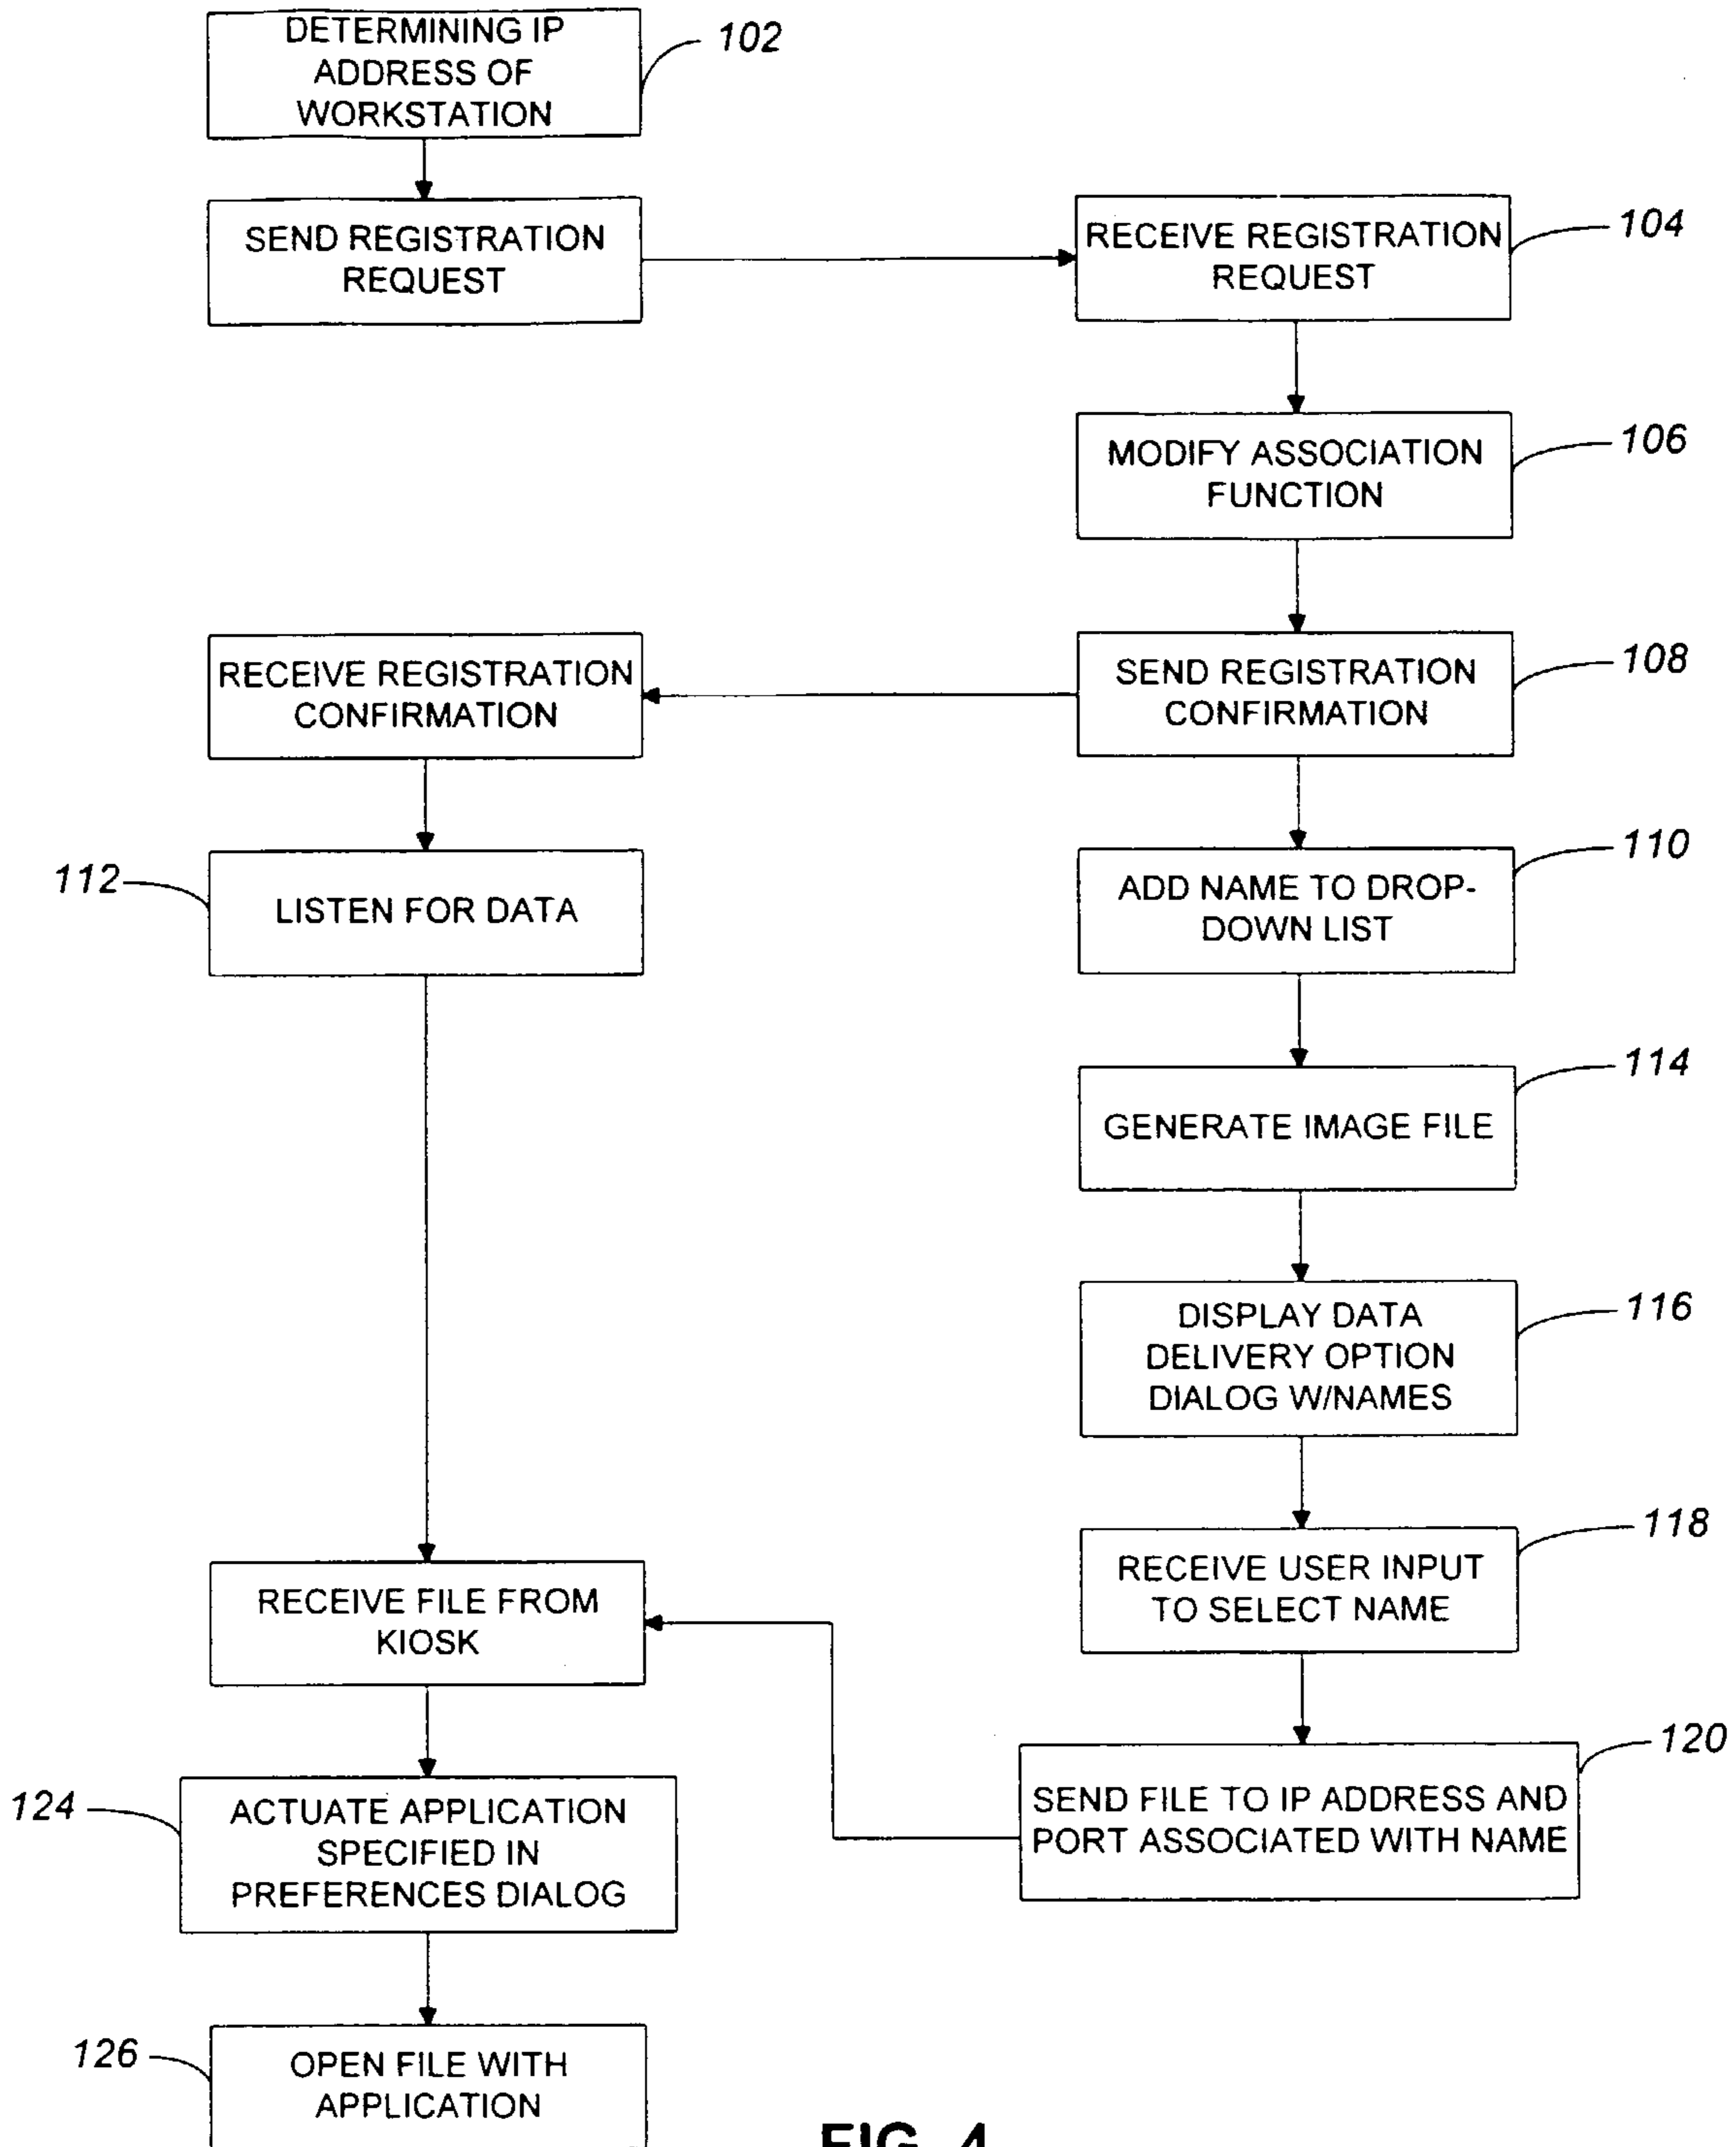 DETERMINING IP
ADDRESS OF
WORKSTATION
102
SEND REGISTRATION
REQUEST
RECEIVE REGISTRATION
REQUEST
104
MODIFY ASSOCIATION
FUNCTION
106
RECEIVE REGISTRATION
CONFIRMATION
SEND REGISTRATION
CONFIRMATION
108
112
LISTEN FOR DATA
ADD NAME TO DROP-
DOWN LIST
110
GENERATE IMAGE FILE
114
DISPLAY DATA
DELIVERY OPTION
DIALOG W/NAMES
116
RECEIVE USER INPUT
TO SELECT NAME
118
RECEIVE FILE FROM
KIOSK
SEND FILE TO IP ADDRESS AND
PORT ASSOCIATED WITH NAME
120
124
ACTUATE APPLICATION
SPECIFIED IN
PREFERENCES DIALOG
126
OPEN FILE WITH
APPLICATION
FIG. 4